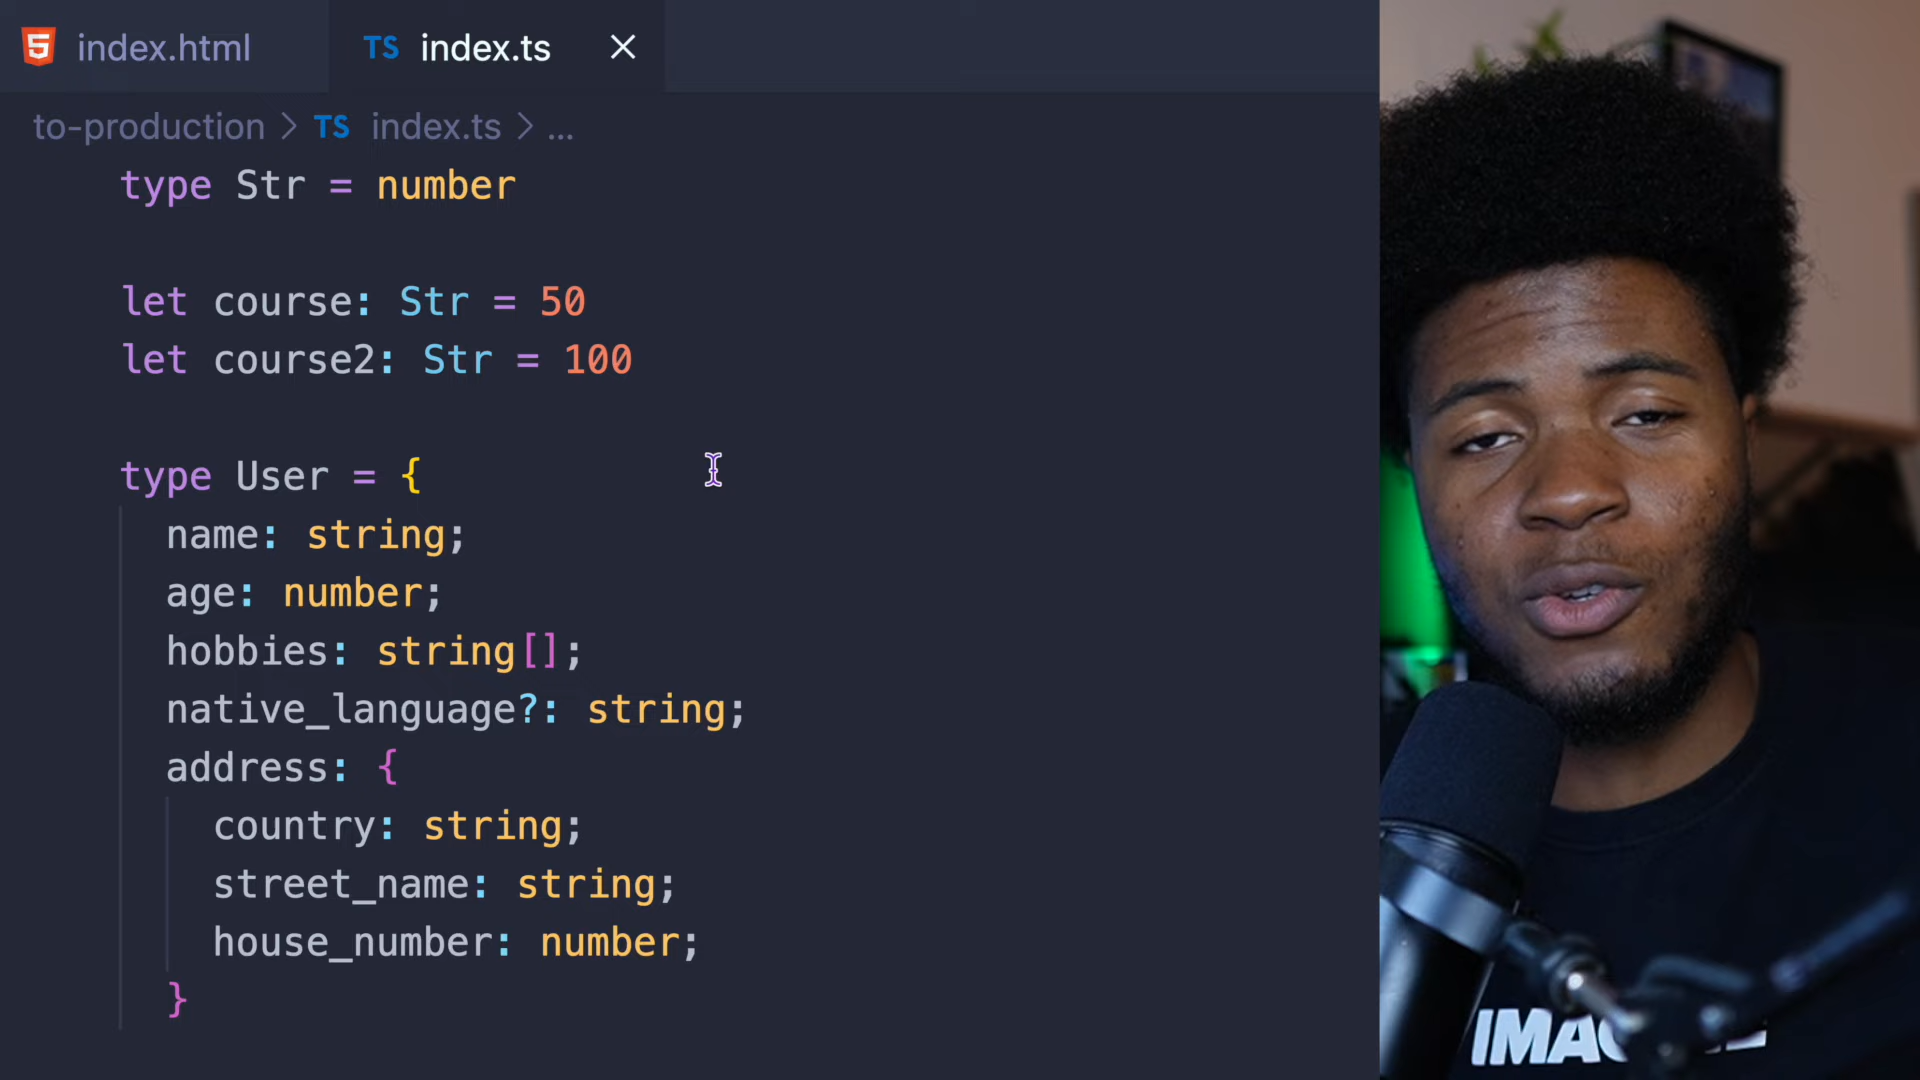 index.html TS index.ts
to-production > TS index.ts > ...
type Str = number
let course: Str = 50
let course2: Str = 100
type User = {
name: string;
age: number;
hobbies: string[];
native_language?: string;
address: {
country: string;
street_name: string;
house_number: number;
}